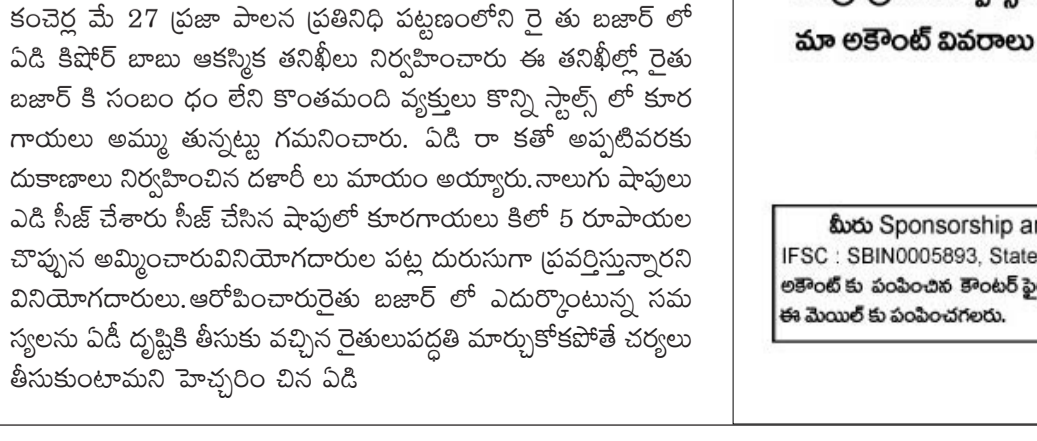 కంచెర్ల మే 27 ప్రజా పాలన ప్రతినిధి పట్టణంలోని రై తు బజార్ లో
ఏడి కిషోర్ బాబు ఆకస్మిక తనిఖీలు నిర్వహించారు ఈ తనిఖీల్లో రైతు
బజార్ కి సంబం ధం లేని కొంతమంది వ్యక్తులు కొన్ని స్టాల్స్ లో కూర
గాయలు అమ్ము తున్నట్టు గమనించారు. ఏడి రా కతో అప్పటివరకు
దుకాణాలు నిర్వహించిన దళారీ లు మాయం అయ్యారు.నాలుగు షాపులు
ఎడి సీజ్ చేశారు సీజ్ చేసిన షాపులో కూరగాయలు కిలో 5 రూపాయల
చొప్పున అమ్మించారువినియోగదారుల పట్ల దురుసుగా ప్రవర్తిస్తున్నారని
వినియోగదారులు.ఆరోపించారురైతు బజార్ లో ఎదుర్కొంటున్న సమ
స్యలను ఏడీ దృష్టికి తీసుకు వచ్చిన రైతులుపద్ధతి మార్చుకోకపోతే చర్యలు
తీసుకుంటామని హెచ్చరిం చిన ఏడి
మా అకౌంట్ వివరాలు
మీరు Sponsorship
IFSC : SBIN0005893, State
అకౌంట్ కు పంపించిన కౌంటర్
ఈ మెయిల్ కు పంపించగలరు.